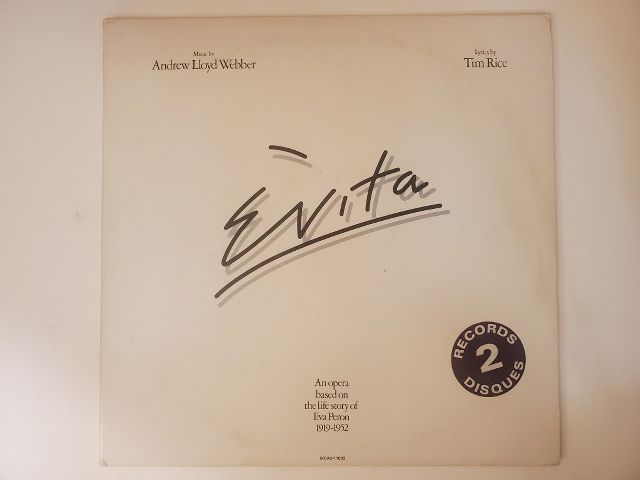 Music by
Andrew Lloyd Webber
Lyrics by
Tim Rice
Evita
RECORDS
2
DISQUES
An opera
based on
the life story of
Eva Peron
1919-1952